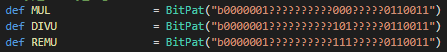 def MUL                = BitPat("b0000001??????????000?????0110011")
def DIVU               = BitPat("b0000001??????????101?????0110011")
def REMU               = BitPat("b0000001??????????111?????0110011")